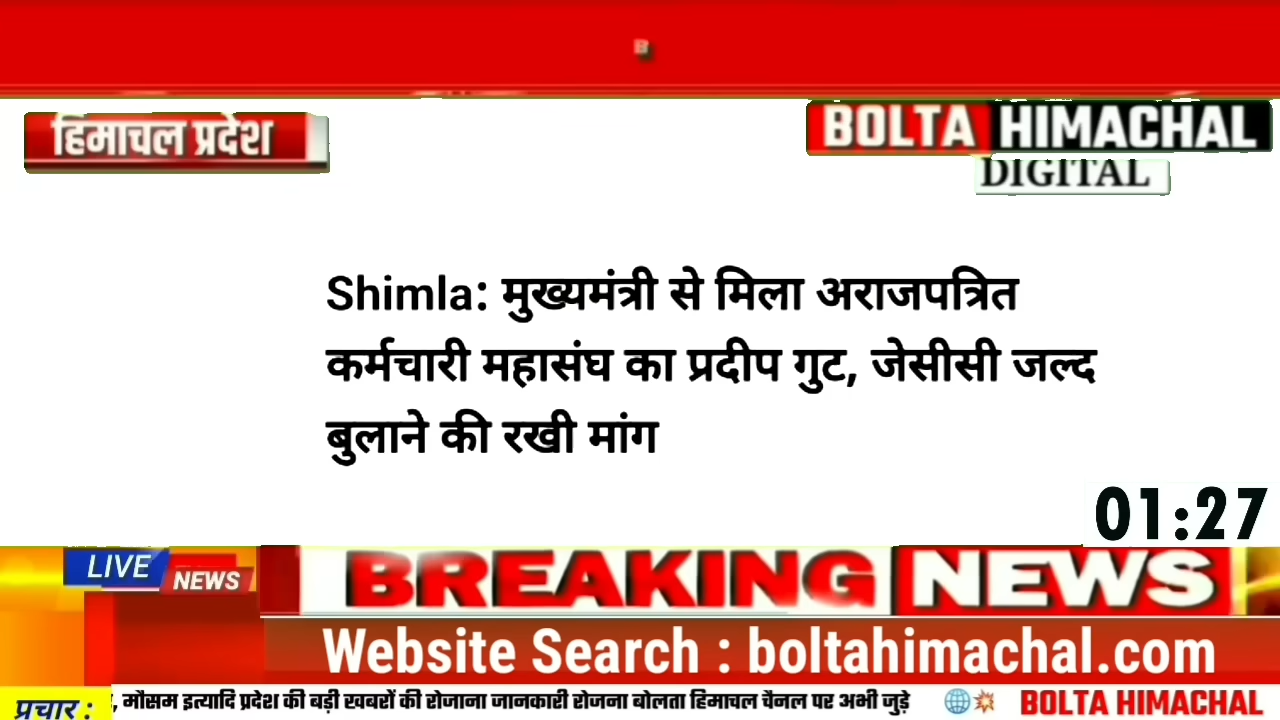 B
हिमाचल प्रदेश
BOLTA HIMACHAL
DIGITAL
Shimla: मुख्यमंत्री से मिला अराजपत्रित
कर्मचारी महासंघ का प्रदीप गुट, जेसीसी जल्द
बुलाने की रखी मांग
01:27
LIVE NEWS
BREAKING NEWS
Website Search : boltahimachal.com
प्रचार : , मौसम इत्यादि प्रदेश की बड़ी खबरों की रोजाना जानकारी रोजना बोलता हिमाचल चैनल पर अभी जुड़े BOLTA HIMACHAL